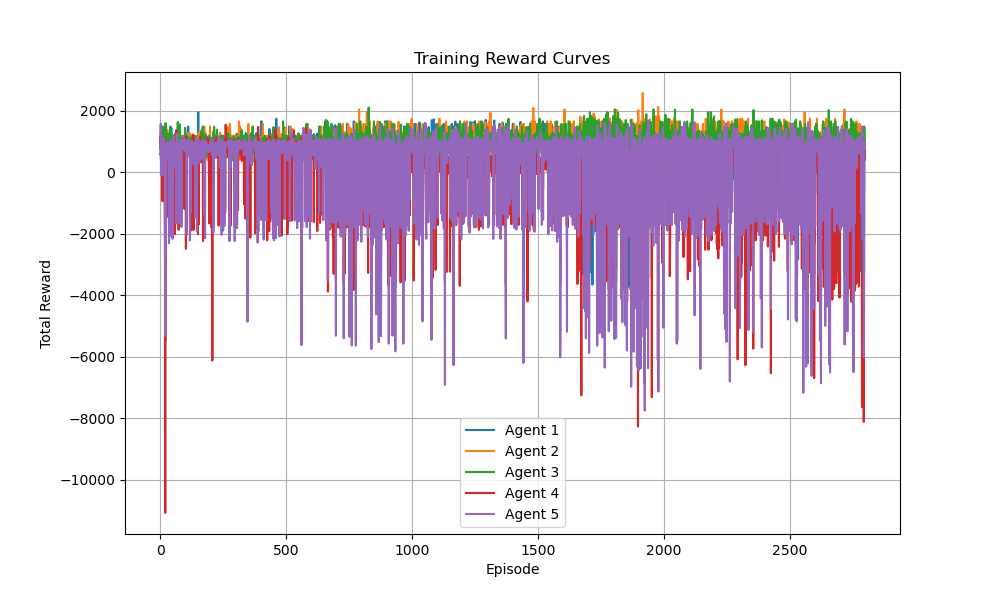 Training Reward Curves
Total Reward
2000
0
−2000
−4000
−6000
−8000
−10000
Agent 1
Agent 2
Agent 3
Agent 4
Agent 5
0 500 1000 1500 2000 2500
Episode